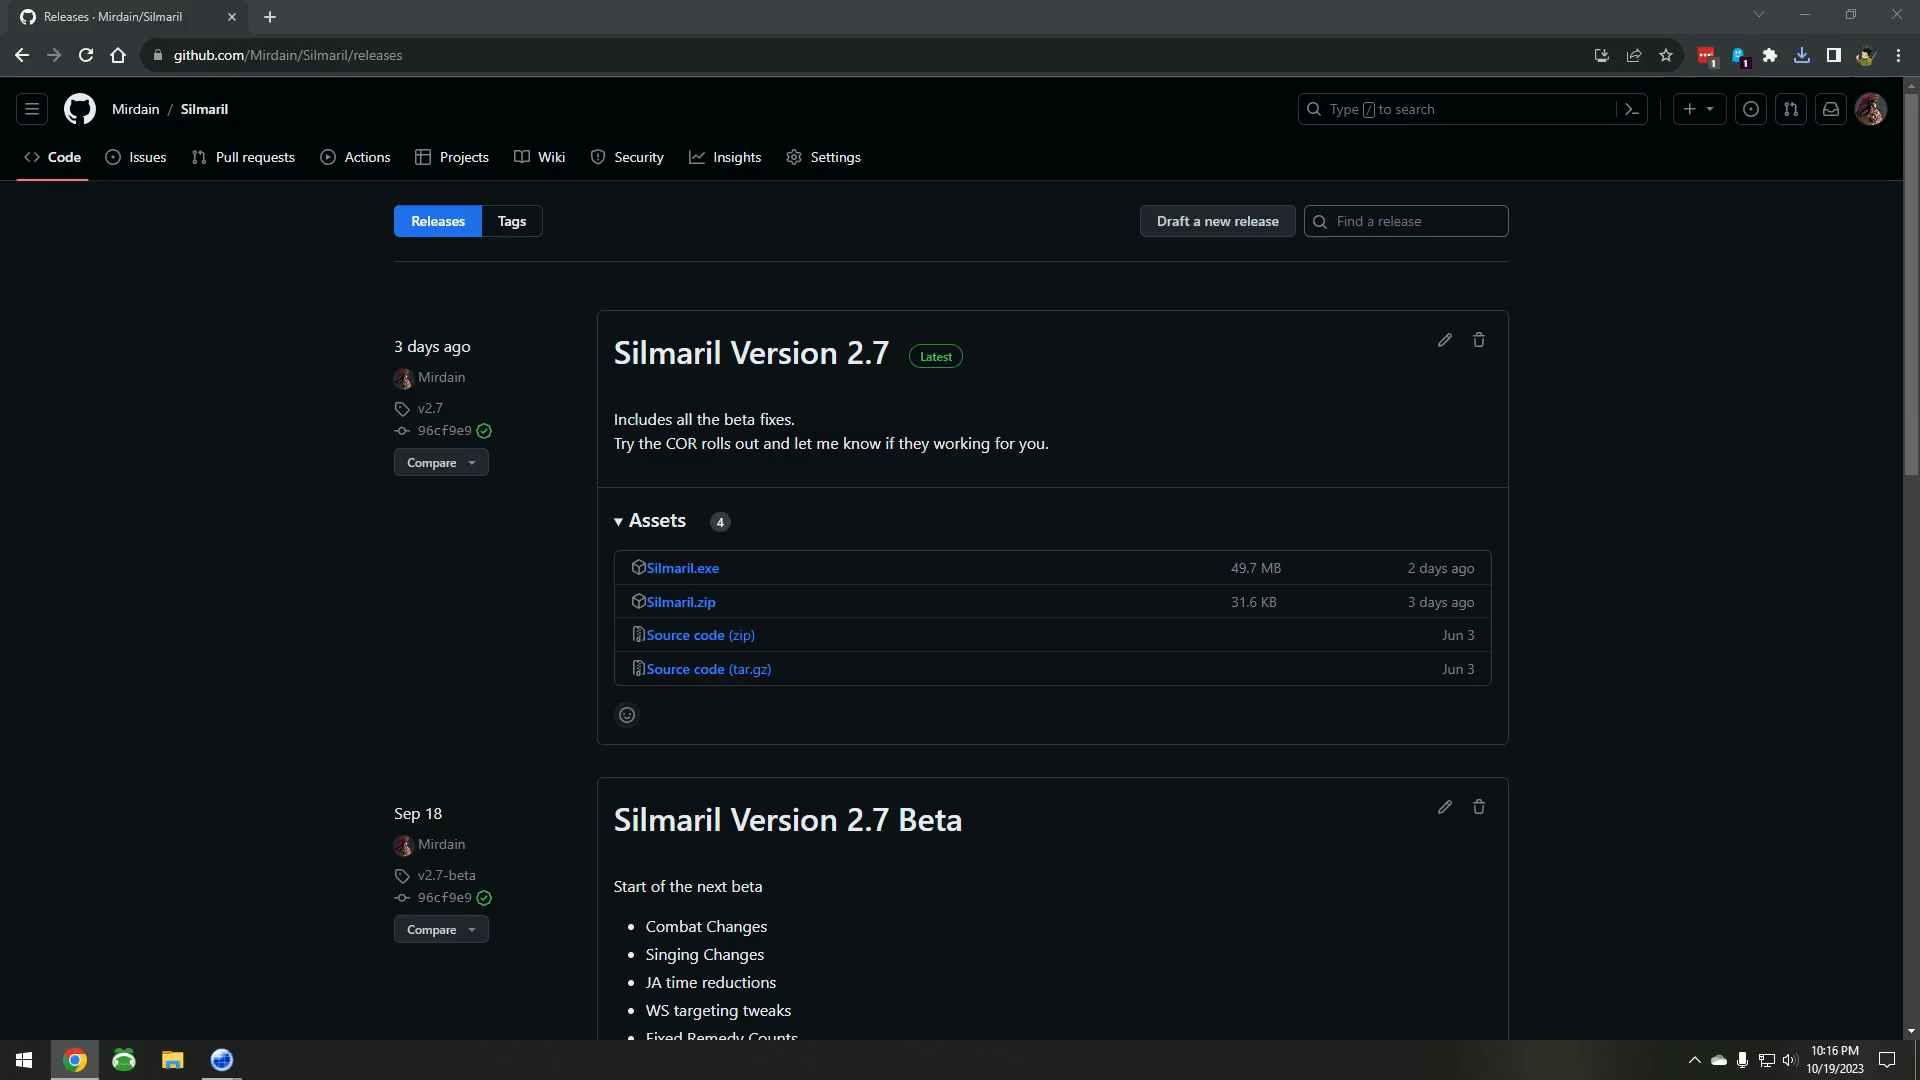 Releases · Mirdain/Silmaril
github.com/Mirdain/Silmaril/releases
1
1
Mirdain / Silmaril
Type / to search
Code
Issues
Pull requests
Actions
Projects
Wiki
Security
Insights
Settings
Releases
Tags
Draft a new release
Find a release
3 days ago
Mirdain
v2.7
96cf9e9
Compare
Silmaril Version 2.7
Latest
Includes all the beta fixes.
Try the COR rolls out and let me know if they working for you.
Assets 4
Silmaril.exe 49.7 MB 2 days ago
Silmaril.zip 31.6 KB 3 days ago
Source code (zip) Jun 3
Source code (tar.gz) Jun 3
Sep 18
Mirdain
v2.7-beta
96cf9e9
Compare
Silmaril Version 2.7 Beta
Start of the next beta
• Combat Changes
• Singing Changes
• JA time reductions
• WS targeting tweaks
• Fixed Remedy Counts
10:16 PM
10/19/2023